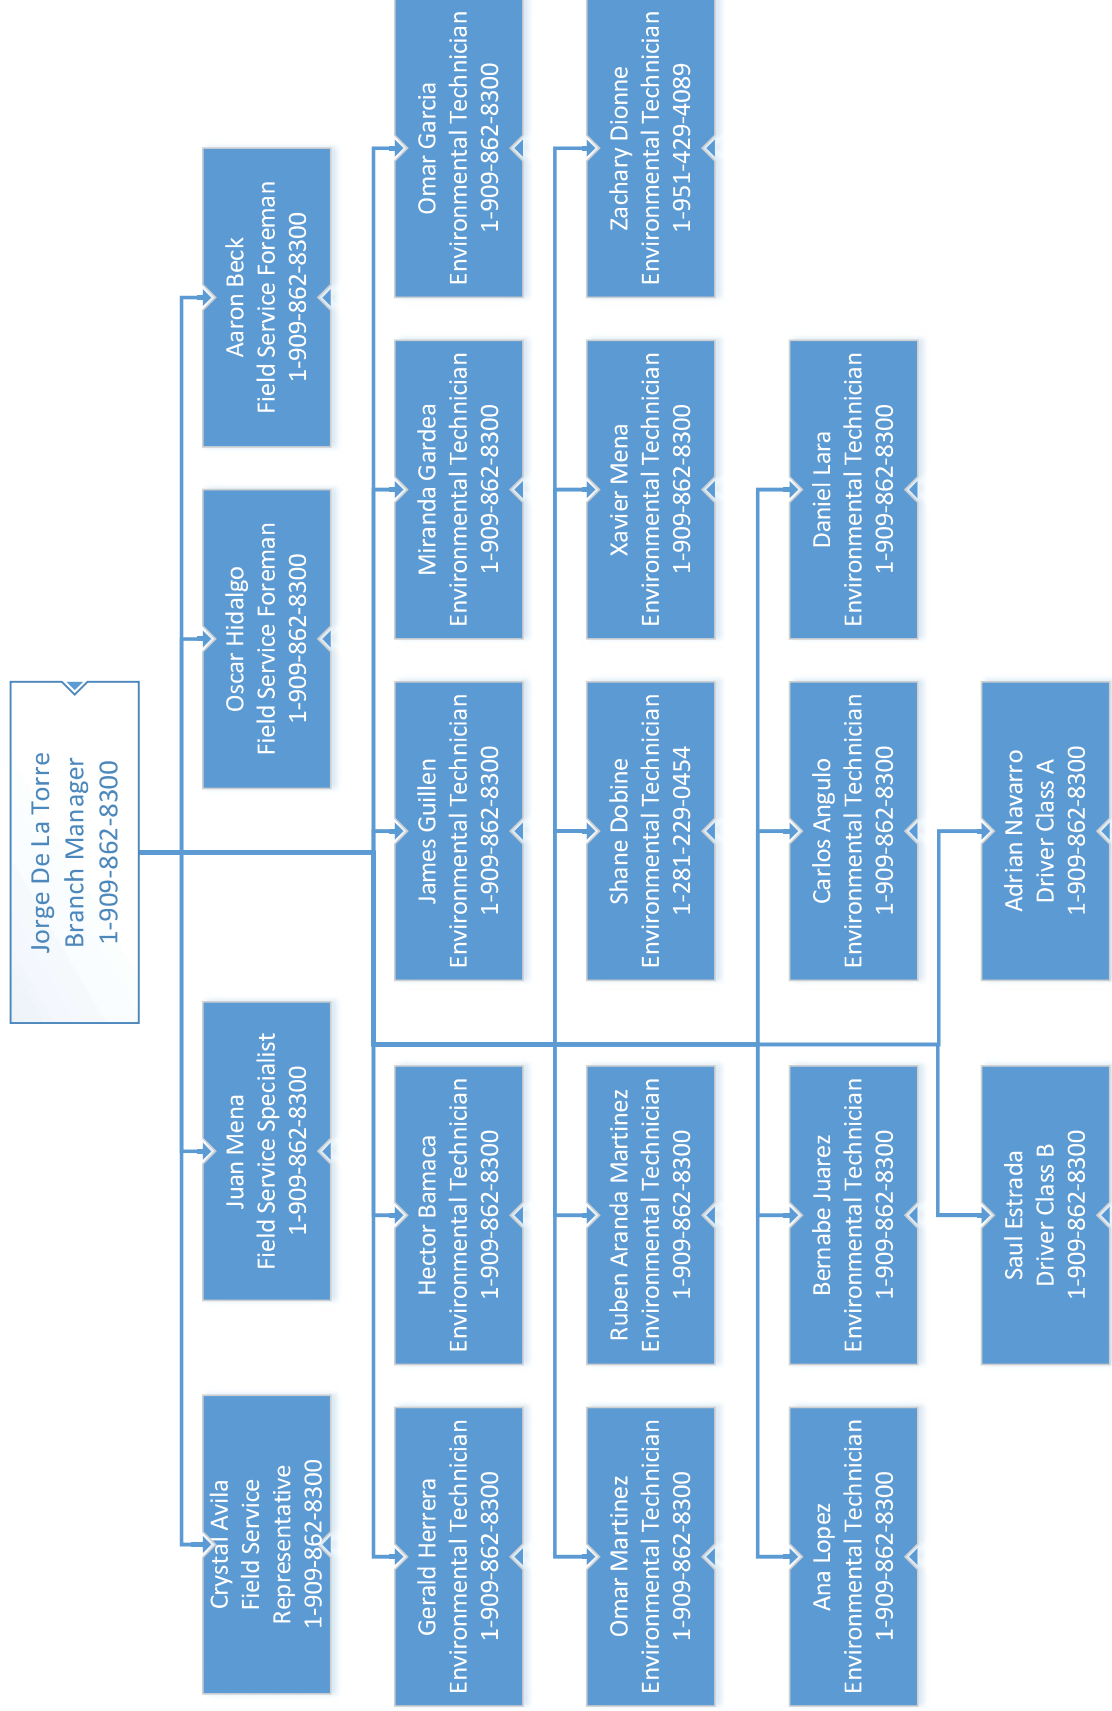 Jorge De La Torre
Branch Manager
1-909-862-8300
Crystal Avila
Field Service
Representative
1-909-862-8300
Juan Mena
Field Service Specialist
1-909-862-8300
Oscar Hidalgo
Field Service Foreman
1-909-862-8300
Aaron Beck
Field Service Foreman
1-909-862-8300
Gerald Herrera
Environmental Technician
1-909-862-8300
Hector Bamaca
Environmental Technician
1-909-862-8300
James Guillen
Environmental Technician
1-909-862-8300
Miranda Gardea
Environmental Technician
1-909-862-8300
Omar Garcia
Environmental Technician
1-909-862-8300
Omar Martinez
Environmental Technician
1-909-862-8300
Ruben Aranda Martinez
Environmental Technician
1-909-862-8300
Shane Dobine
Environmental Technician
1-281-229-0454
Xavier Mena
Environmental Technician
1-909-862-8300
Zachary Dionne
Environmental Technician
1-951-429-4089
Ana Lopez
Environmental Technician
1-909-862-8300
Bernabe Juarez
Environmental Technician
1-909-862-8300
Carlos Angulo
Environmental Technician
1-909-862-8300
Daniel Lara
Environmental Technician
1-909-862-8300
Saul Estrada
Driver Class B
1-909-862-8300
Adrian Navarro
Driver Class A
1-909-862-8300